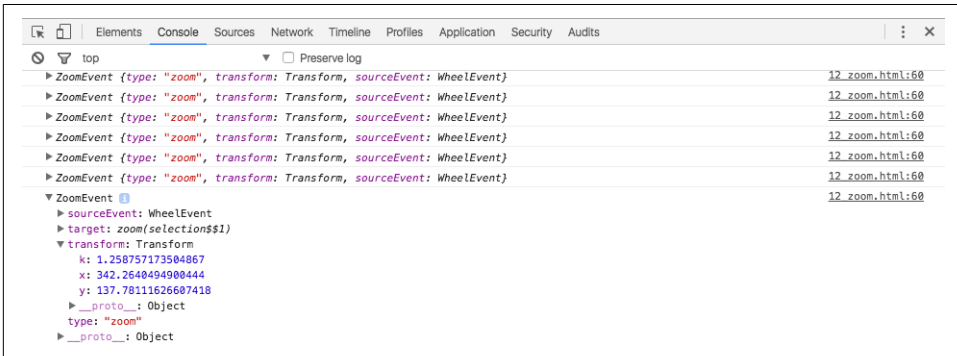 Elements Console Sources Network Timeline Profiles Application Security Audits
top Preserve log
ZoomEvent {type: "zoom", transform: Transform, sourceEvent: WheelEvent} 12_zoom.html:60
ZoomEvent {type: "zoom", transform: Transform, sourceEvent: WheelEvent} 12_zoom.html:60
ZoomEvent {type: "zoom", transform: Transform, sourceEvent: WheelEvent} 12_zoom.html:60
ZoomEvent {type: "zoom", transform: Transform, sourceEvent: WheelEvent} 12_zoom.html:60
ZoomEvent {type: "zoom", transform: Transform, sourceEvent: WheelEvent} 12_zoom.html:60
ZoomEvent {type: "zoom", transform: Transform, sourceEvent: WheelEvent} 12_zoom.html:60
ZoomEvent 12_zoom.html:60
sourceEvent: WheelEvent
target: zoom(selection$$1)
transform: Transform
k: 1.258757173504867
x: 342.2640494900444
y: 137.78111626607418
__proto__: Object
type: "zoom"
__proto__: Object